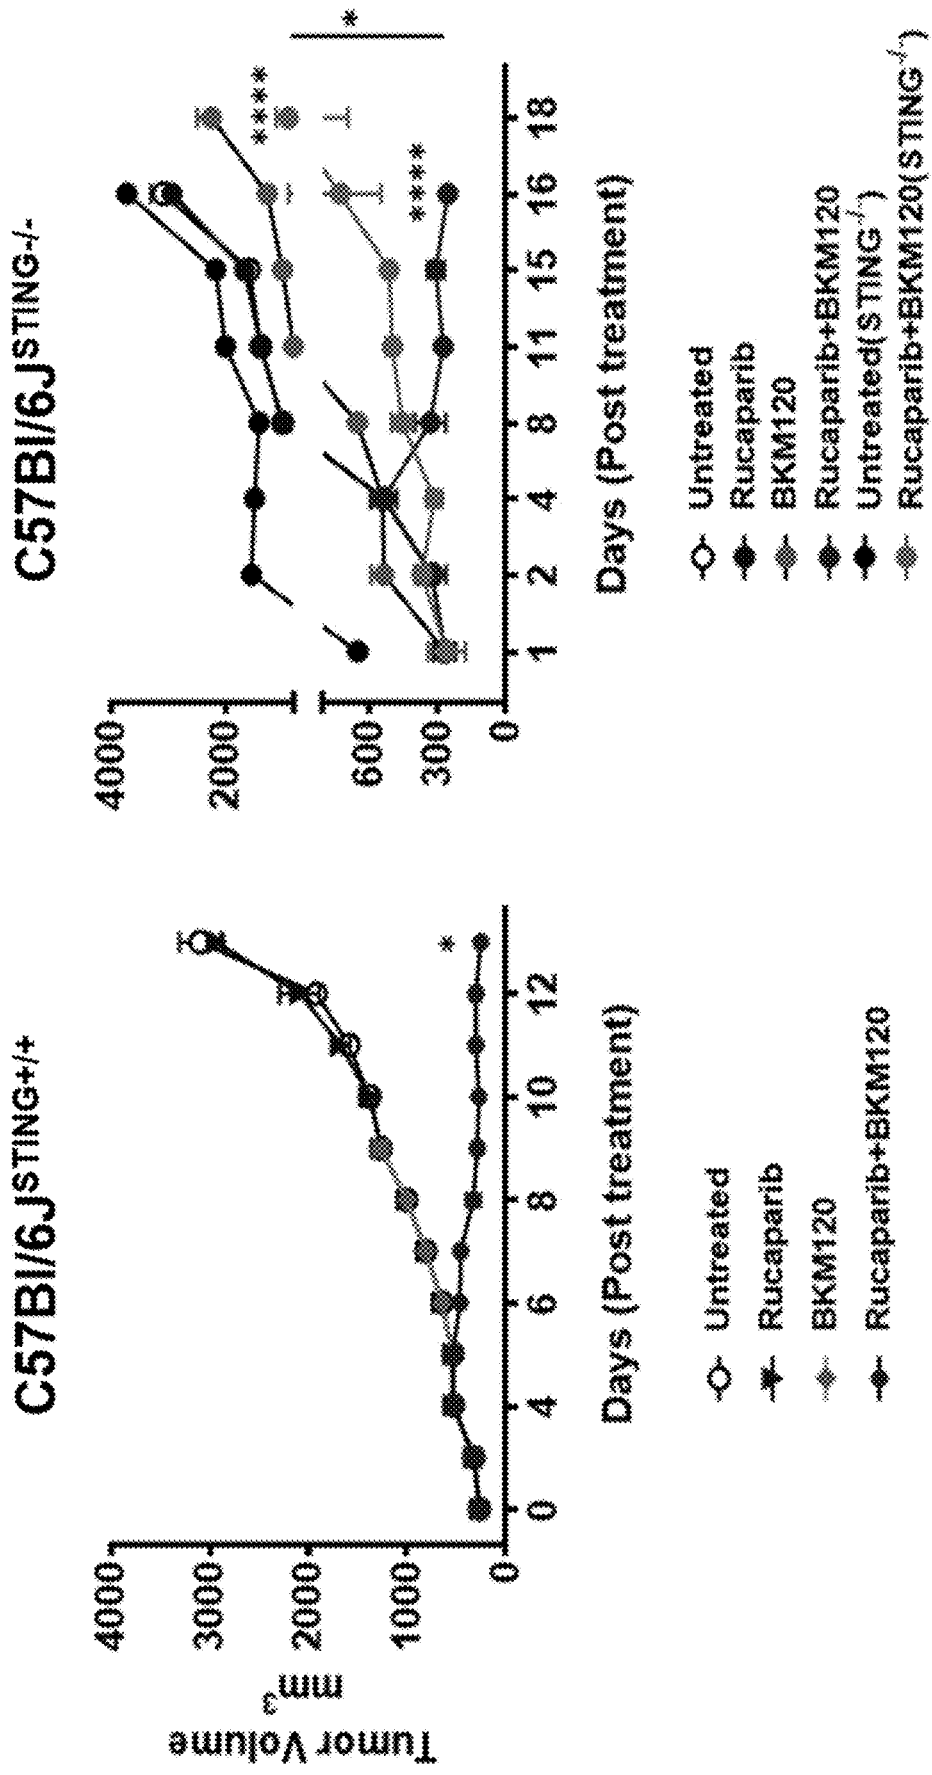 C57Bl/6J^STING+/+
Tumor Volume
mm3
4000
3000
2000
1000
0
0
4
6
8
10
12
*
Days (Post treatment)
Untreated
Rucaparib
BKM120
Rucaparib+BKM120
C57Bl/6J^STING-/-
4000
2000
600
300
0
1
2
4
8
11
15
16
18
****
****
*
Days (Post treatment)
Untreated
Rucaparib
BKM120
Rucaparib+BKM120
Untreated(STING^-/-)
Rucaparib+BKM120(STING^-/-)